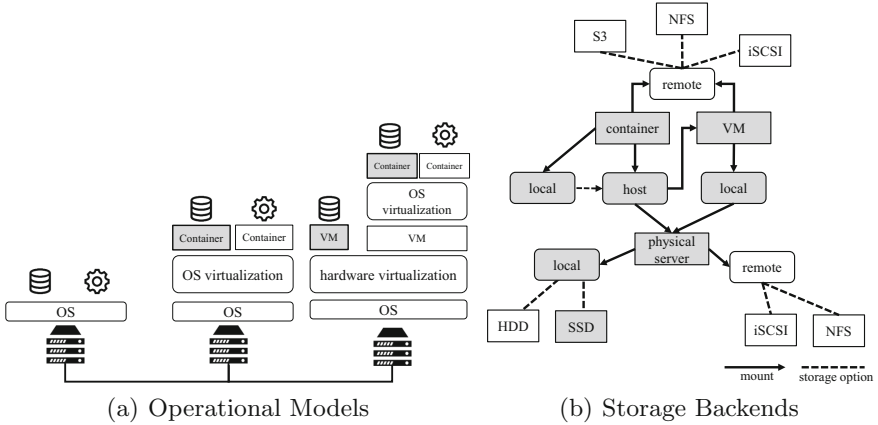 Container
Container
OS
virtualization
Container
Container
VM
VM
OS virtualization
hardware virtualization
OS
OS
OS
(a) Operational Models
NFS
S3
iSCSI
remote
container
VM
local
host
local
physical
server
local
remote
HDD
SSD
iSCSI
NFS
mount
storage option
(b) Storage Backends